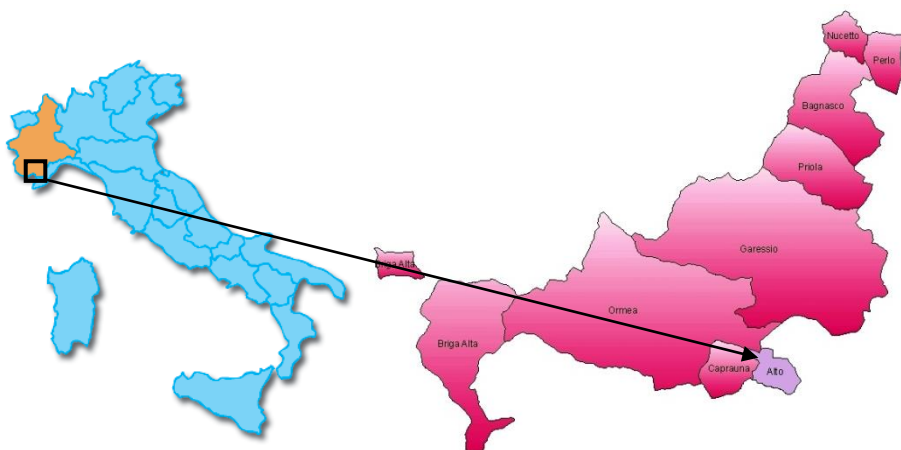 Nucetto
Perlo
Bagnasco
Priola
Garessio
Briga Alta
Ormea
Briga Alta
Caprauna
Alto